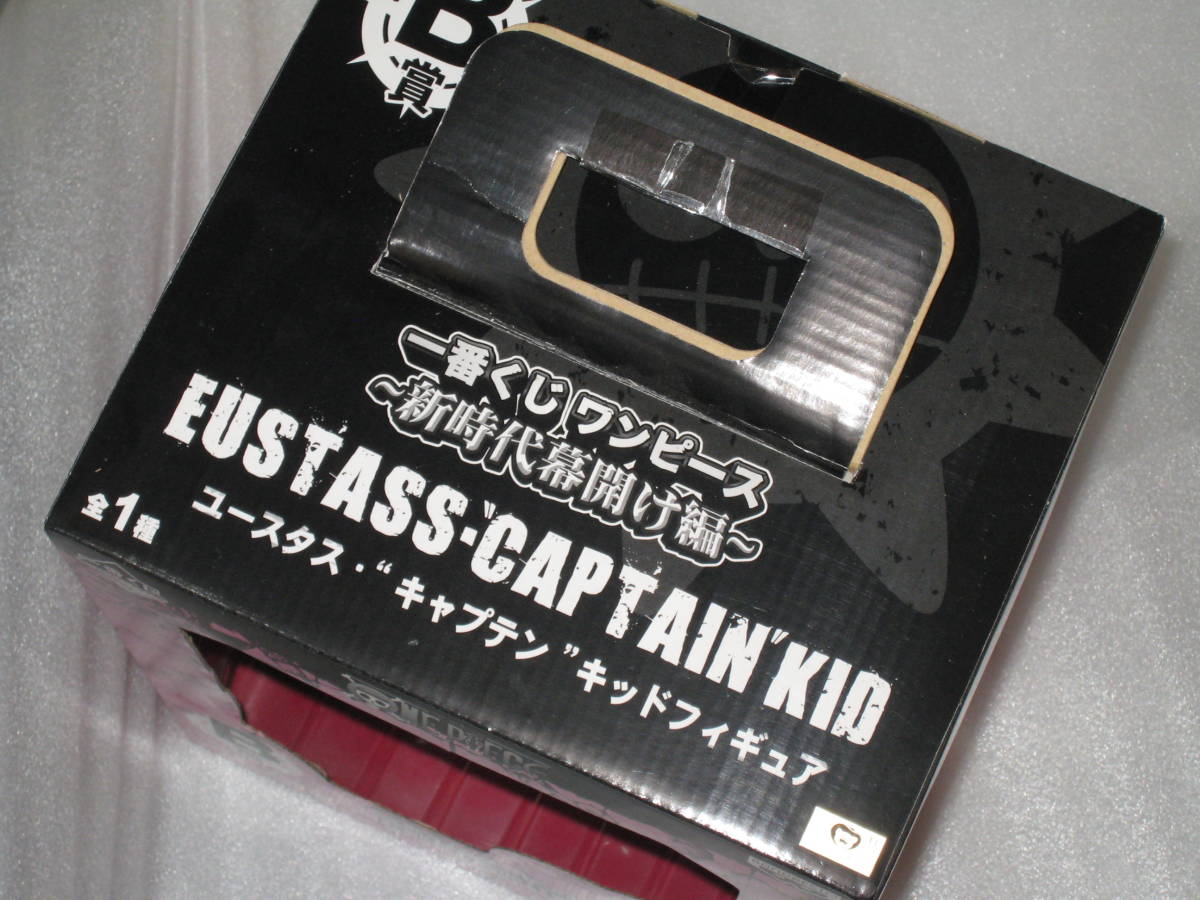 B
賞
一番くじ ワンピース
~新時代幕開け編~
EUSTASS・"CAPTAIN"KID
全1種
ユースタス・“キャプテン”キッドフィギュア
ONE PIECE